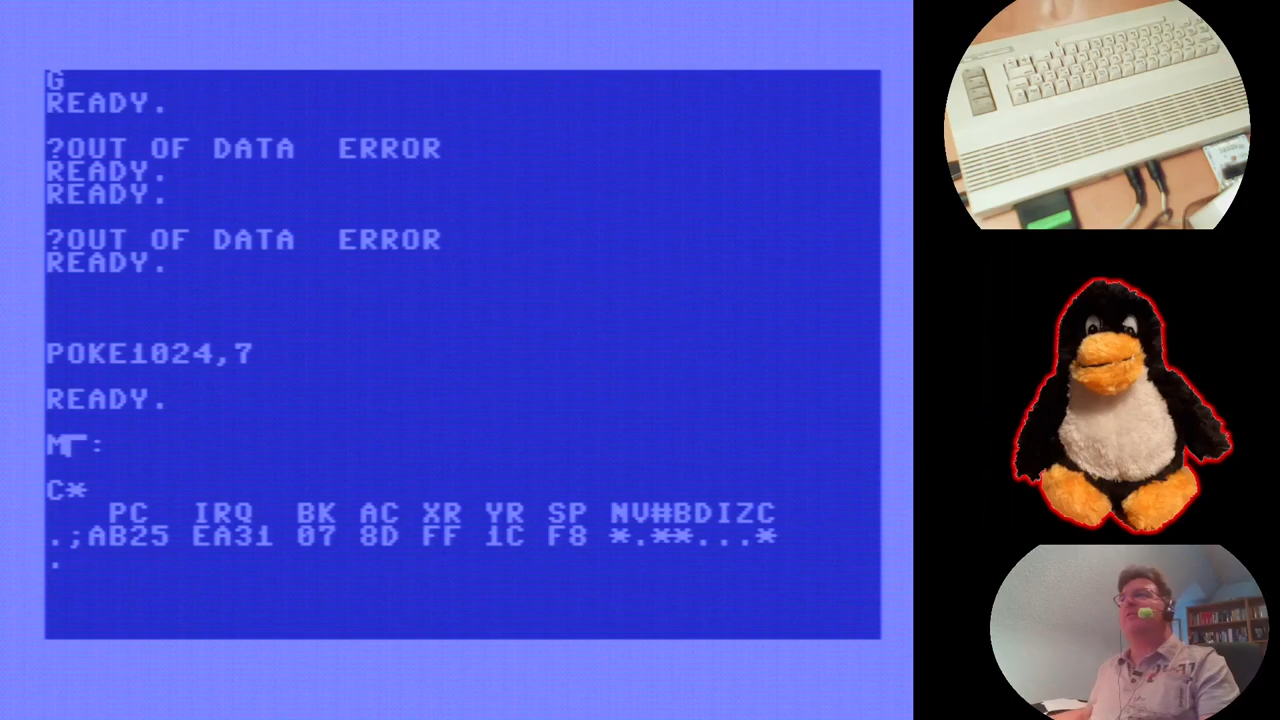 G
READY.
?OUT OF DATA  ERROR
READY.
READY.
?OUT OF DATA  ERROR
READY.
POKE1024,7
READY.
M┌:
C*
PC  IRQ  BK AC XR YR SP NV#BDIZC
.;AB25 EA31 07 8D FF 1C F8 *.**...*
.